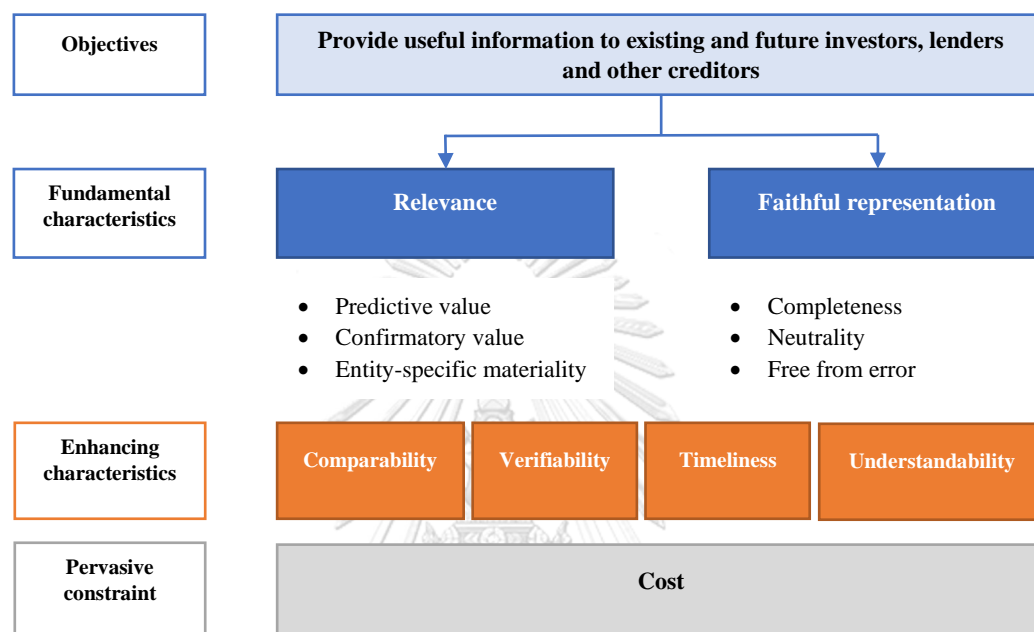 Objectives
Provide useful information to existing and future investors, lenders
and other creditors
Fundamental
characteristics
Relevance
Faithful representation
• Predictive value
• Confirmatory value
• Entity-specific materiality
• Completeness
• Neutrality
• Free from error
Enhancing
characteristics
Comparability
Verifiability
Timeliness
Understandability
Pervasive
constraint
Cost